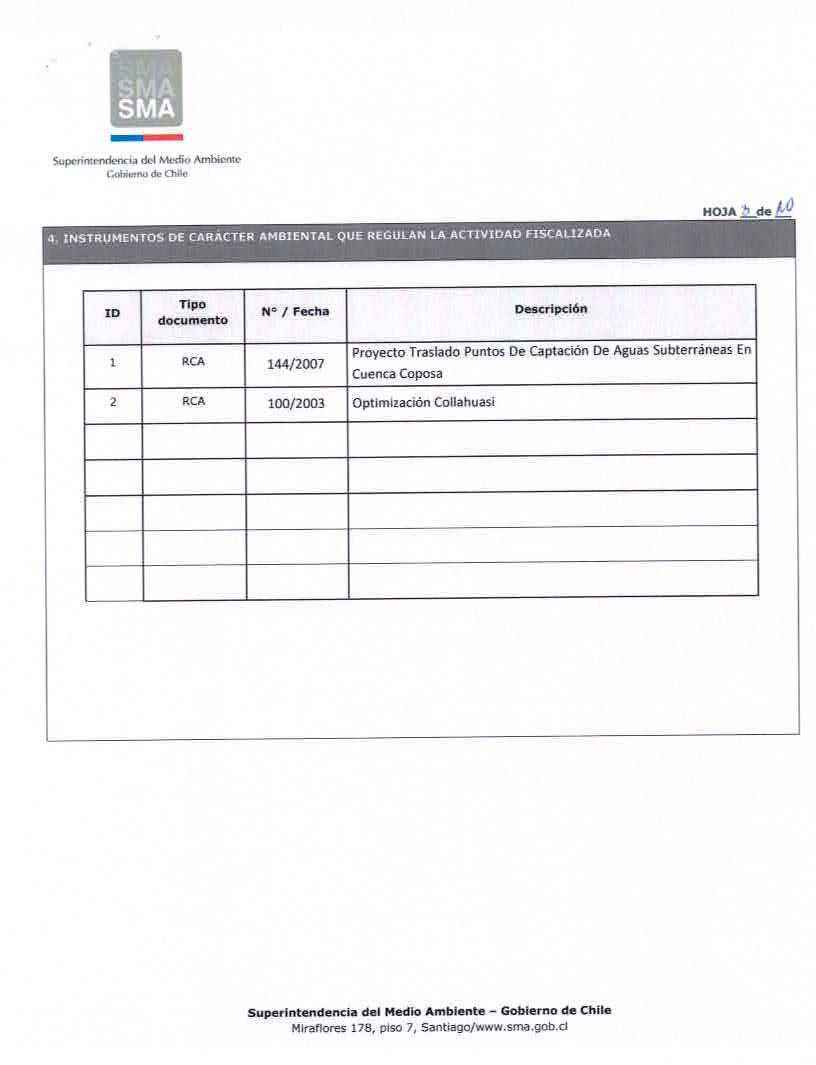 SMA
SMA
SMA
Superintendencia del Medio Ambiente
Gobierno de Chile
HOJA de 10
4. INSTRUMENTOS DE CARÁCTER AMBIENTAL QUE REGULAN LA ACTIVIDAD FISCALIZADA
ID Tipo documento N° / Fecha Descripción
1 RCA 144/2007 Proyecto Traslado Puntos De Captación De Aguas Subterráneas En
Cuenca Coposa
2 RCA 100/2003 Optimización Collahuasi
Superintendencia del Medio Ambiente – Gobierno de Chile
Miraflores 178, piso 7, Santiago/www.sma.gob.cl